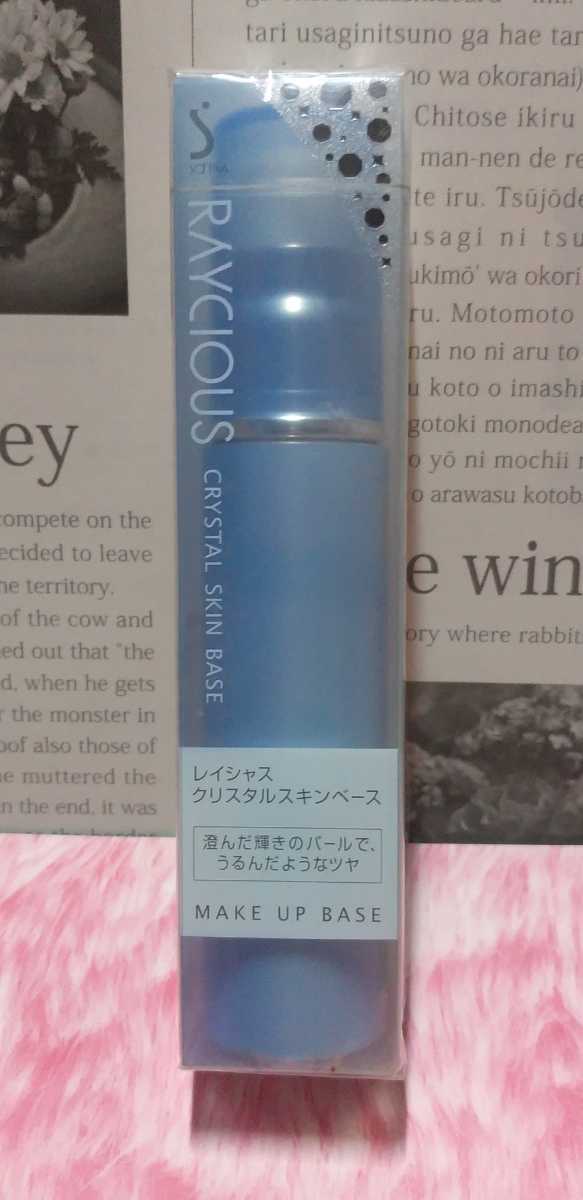 tari usaginitsuno ga hae tar
no wa okoranai)
Chitose ikiru
man-nen de re
te iru. Tsūjōde
usagi ni tsu
ukimō' wa okori
ru. Motomoto
nai no ni aru to
u koto o imashi
gotoki monodea
o yō ni mochii
o arawasu kotob
e win
ory where rabbit
ey
compete on the
ecided to leave
he territory.
of the cow and
ed out that "the
d, when he gets
r the monster in
oof also those of
he muttered the
n the end, it was
RAYCIOUS
CRYSTAL SKIN BASE
レイシャス
クリスタルスキンベース
澄んだ輝きのパールで、
うるんだようなツヤ
MAKE UP BASE